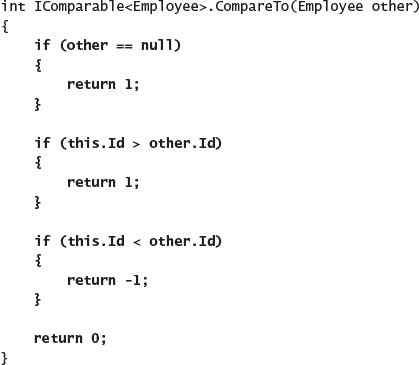 int IComparable<Employee>.CompareTo(Employee other)
{
    if (other == null)
    {
        return 1;
    }

    if (this.Id > other.Id)
    {
        return 1;
    }

    if (this.Id < other.Id)
    {
        return -1;
    }

    return 0;
}